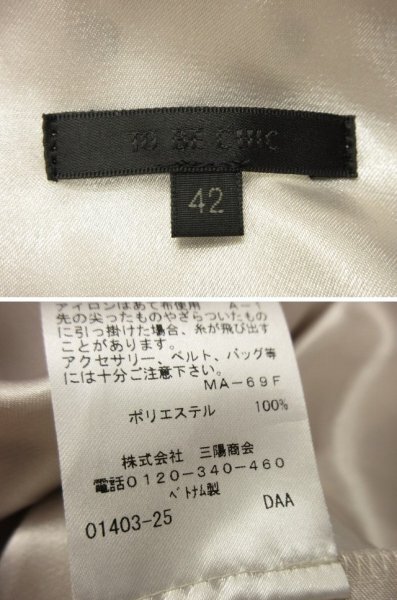 TO BE CHIC
42
アイロンはあて布使用 A-1
先の尖ったものやざらついたもの
に引っ掛けた場合、糸が飛び出す
ことがあります。
アクセサリー、ベルト、バッグ等
には十分ご注意下さい。
MA-69F
ポリエステル 100%
株式会社 三陽商会
電話0120-340-460
ベトナム製
01403-25 DAA